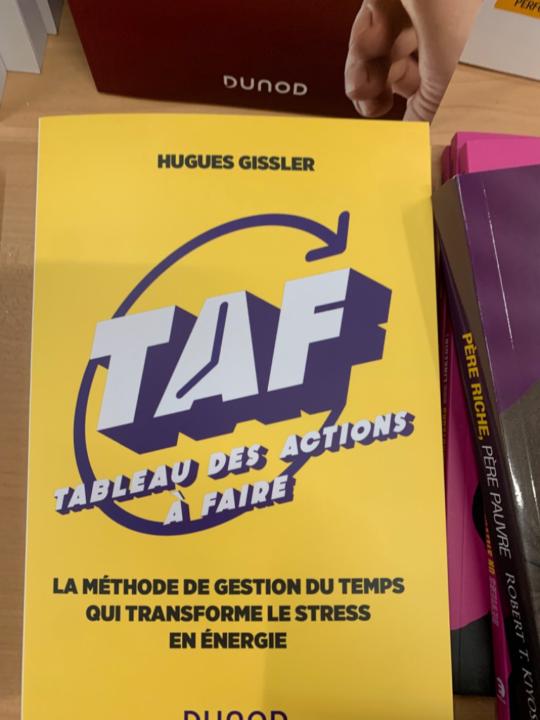 DUNOD
HUGUES GISSLER
TAF
TABLEAU DES ACTIONS
À FAIRE
LA MÉTHODE DE GESTION DU TEMPS
QUI TRANSFORME LE STRESS
EN ÉNERGIE
DUNOD
PÈRE RICHE, PÈRE PAUVRE ROBERT T.